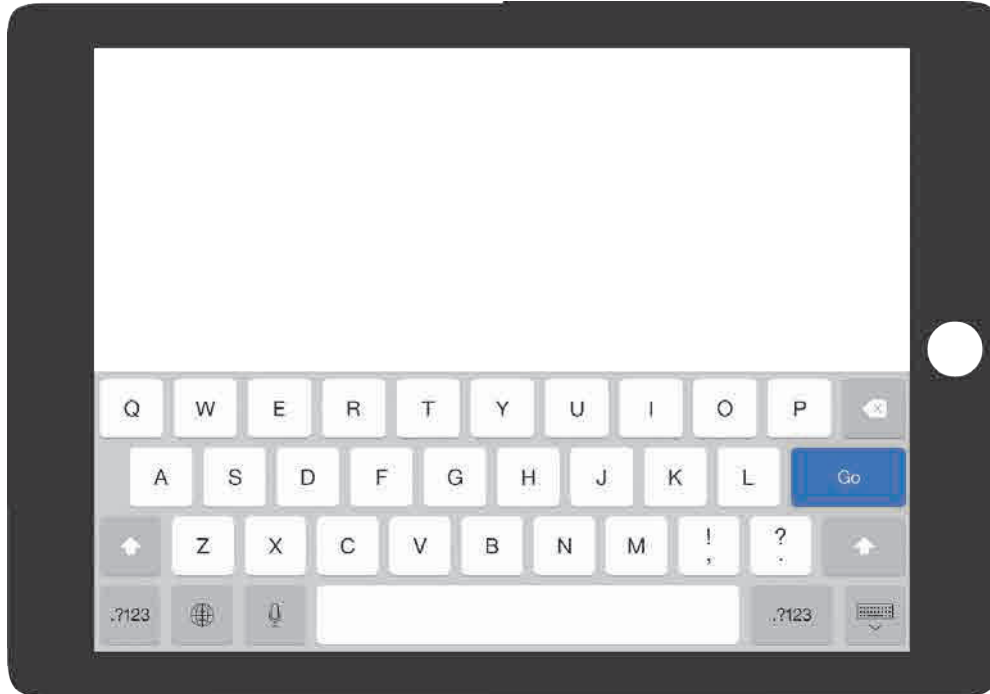 Q W E R T Y U I O P
A S D F G H J K L Go
Z X C V B N M ! ?
, .
.?123 .?123